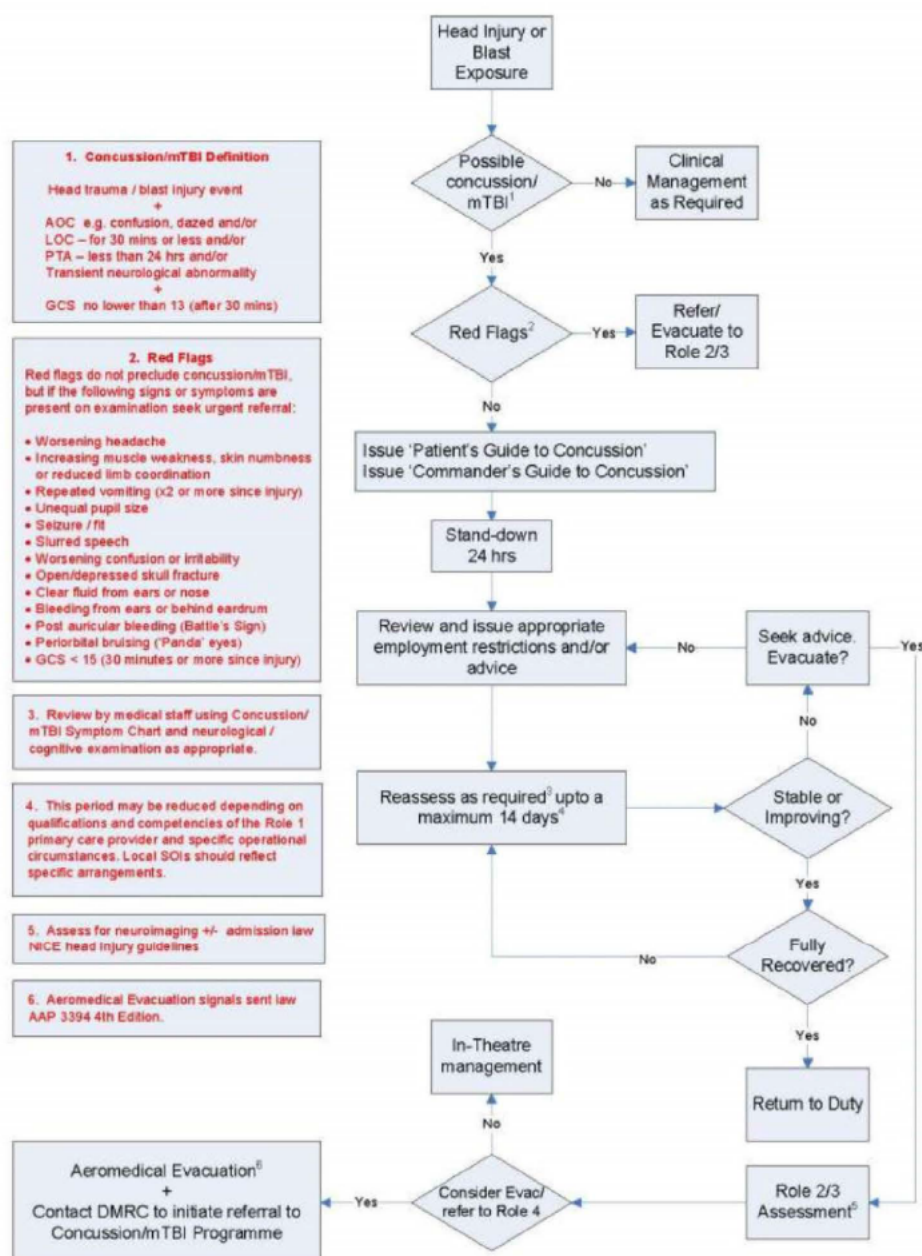 Head Injury or
Blast
Exposure
Possible
concussion/
mTBI¹
No
Clinical
Management
as Required
Yes
Red Flags²
Yes
Refer/
Evacuate to
Role 2/3
No
Issue 'Patient's Guide to Concussion'
Issue 'Commander's Guide to Concussion'
Stand-down
24 hrs
Review and issue appropriate
employment restrictions and/or
advice
No
Seek advice.
Evacuate?
Yes
No
Reassess as required³ upto a
maximum 14 days⁴
Stable or
Improving?
Yes
Fully
Recovered?
No
Yes
Return to Duty
Role 2/3
Assessment⁵
Consider Evac/
refer to Role 4
No
In-Theatre
management
Yes
Aeromedical Evacuation⁶
+
Contact DMRC to initiate referral to
Concussion/mTBI Programme
1. Concussion/mTBI Definition
Head trauma / blast injury event
+
AOC e.g. confusion, dazed and/or
LOC – for 30 mins or less and/or
PTA – less than 24 hrs and/or
Transient neurological abnormality
+
GCS no lower than 13 (after 30 mins)
2. Red Flags
Red flags do not preclude concussion/mTBI,
but if the following signs or symptoms are
present on examination seek urgent referral:
• Worsening headache
• Increasing muscle weakness, skin numbness
or reduced limb coordination
• Repeated vomiting (x2 or more since injury)
• Unequal pupil size
• Seizure / fit
• Slurred speech
• Worsening confusion or irritability
• Open/depressed skull fracture
• Clear fluid from ears or nose
• Bleeding from ears or behind eardrum
• Post auricular bleeding (Battle's Sign)
• Periorbital bruising ('Panda' eyes)
• GCS < 15 (30 minutes or more since injury)
3. Review by medical staff using Concussion/
mTBI Symptom Chart and neurological /
cognitive examination as appropriate.
4. This period may be reduced depending on
qualifications and competencies of the Role 1
primary care provider and specific operational
circumstances. Local SOIs should reflect
specific arrangements.
5. Assess for neuroimaging +/- admission Iaw
NICE head Injury guidelines
6. Aeromedical Evacuation signals sent Iaw
AAP 3394 4th Edition.